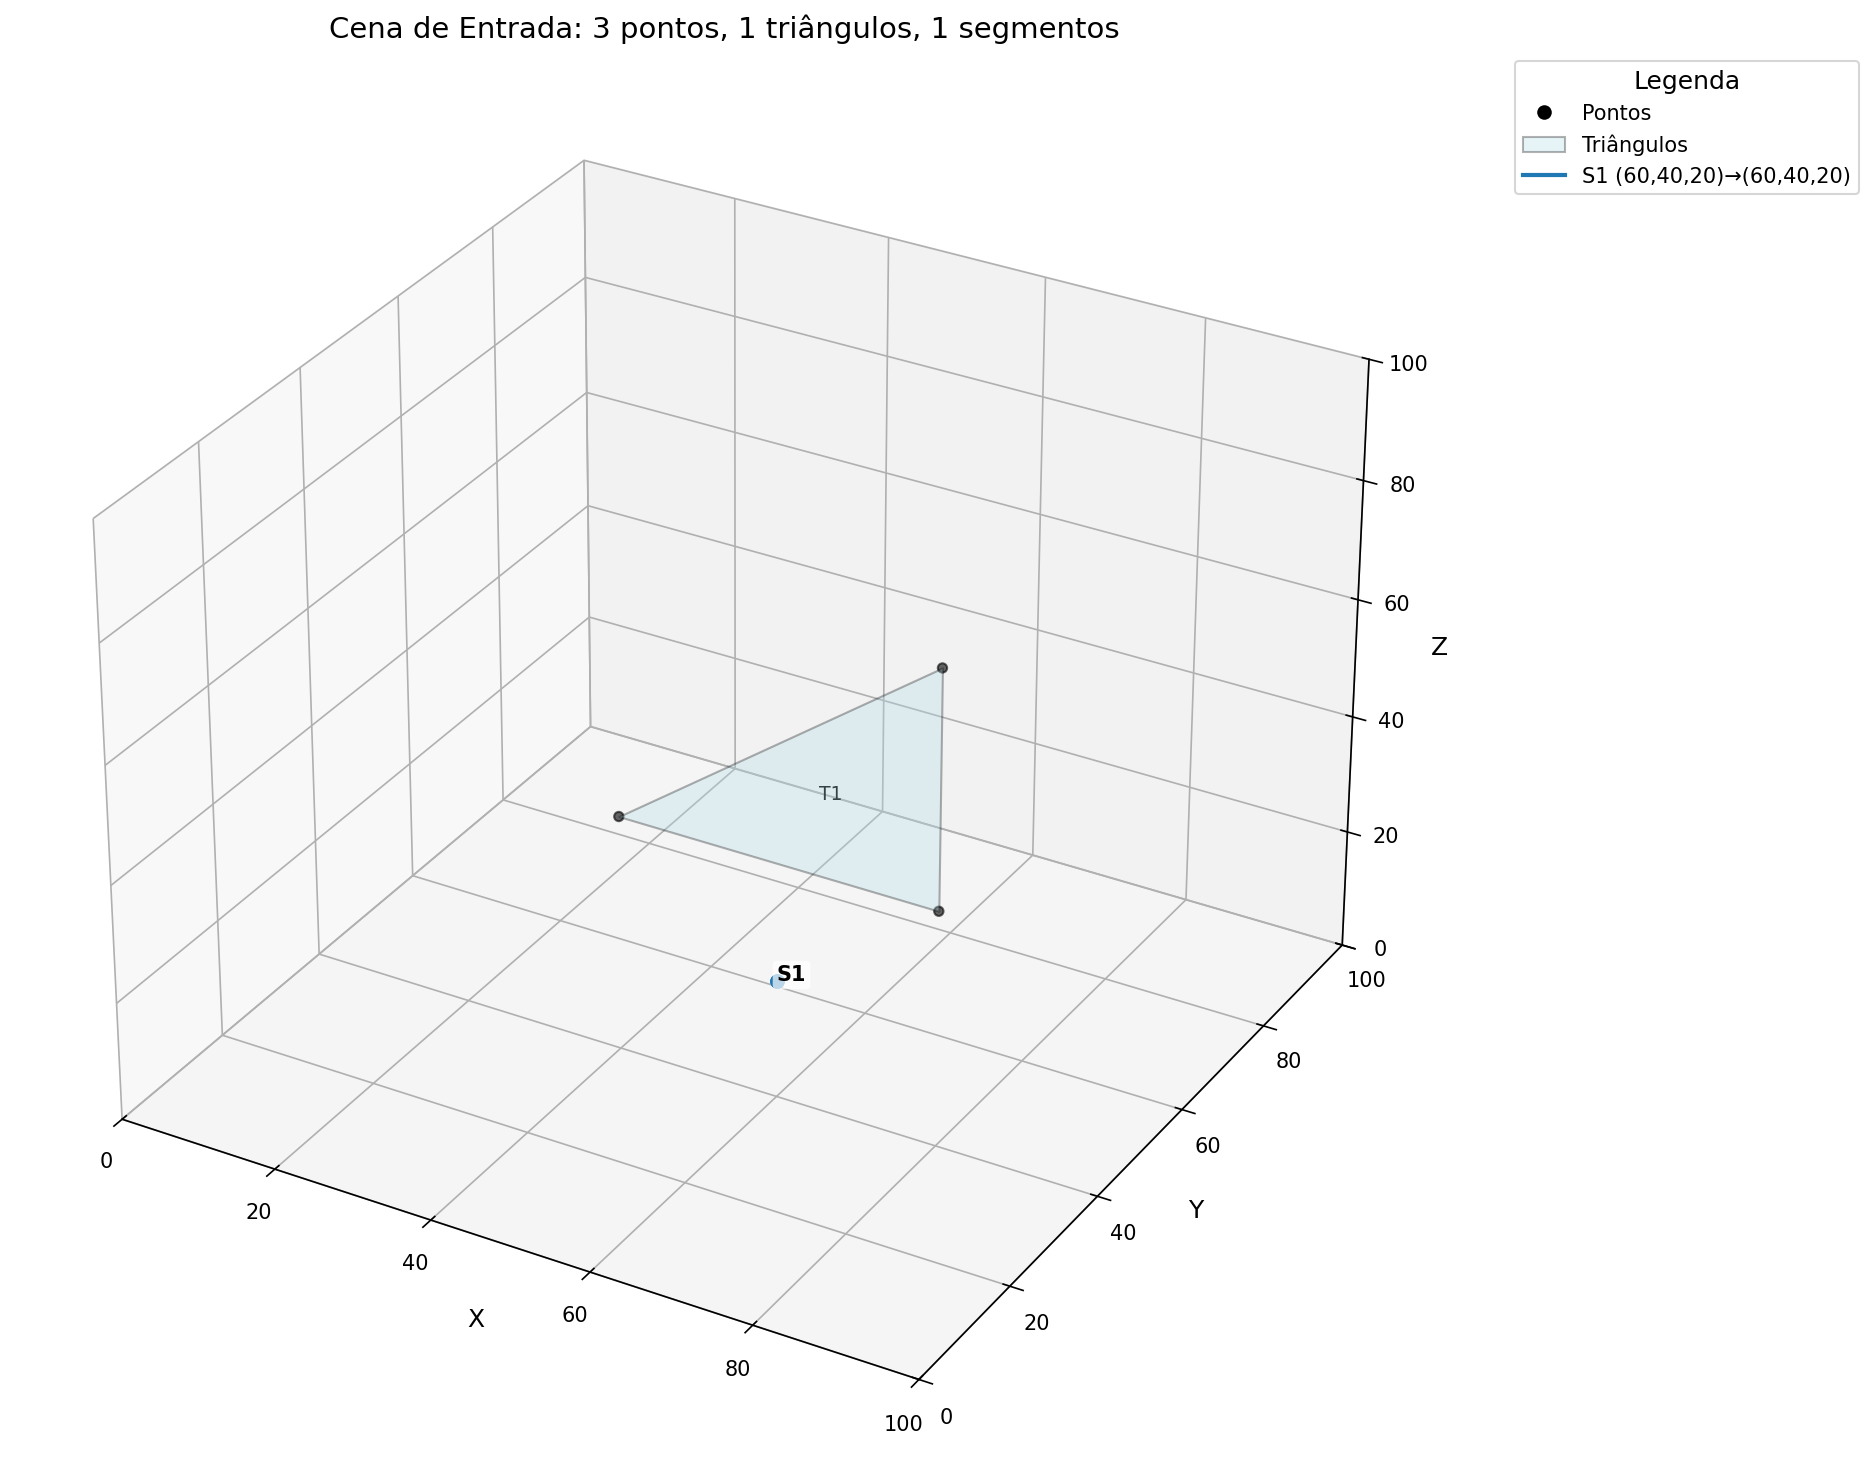 Cena de Entrada: 3 pontos, 1 triângulos, 1 segmentos
Legenda
Pontos
Triângulos
S1 (60,40,20)→(60,40,20)
T1
S1
0
20
40
60
80
100
X
0
20
40
60
80
100
Y
0
20
40
60
80
100
Z